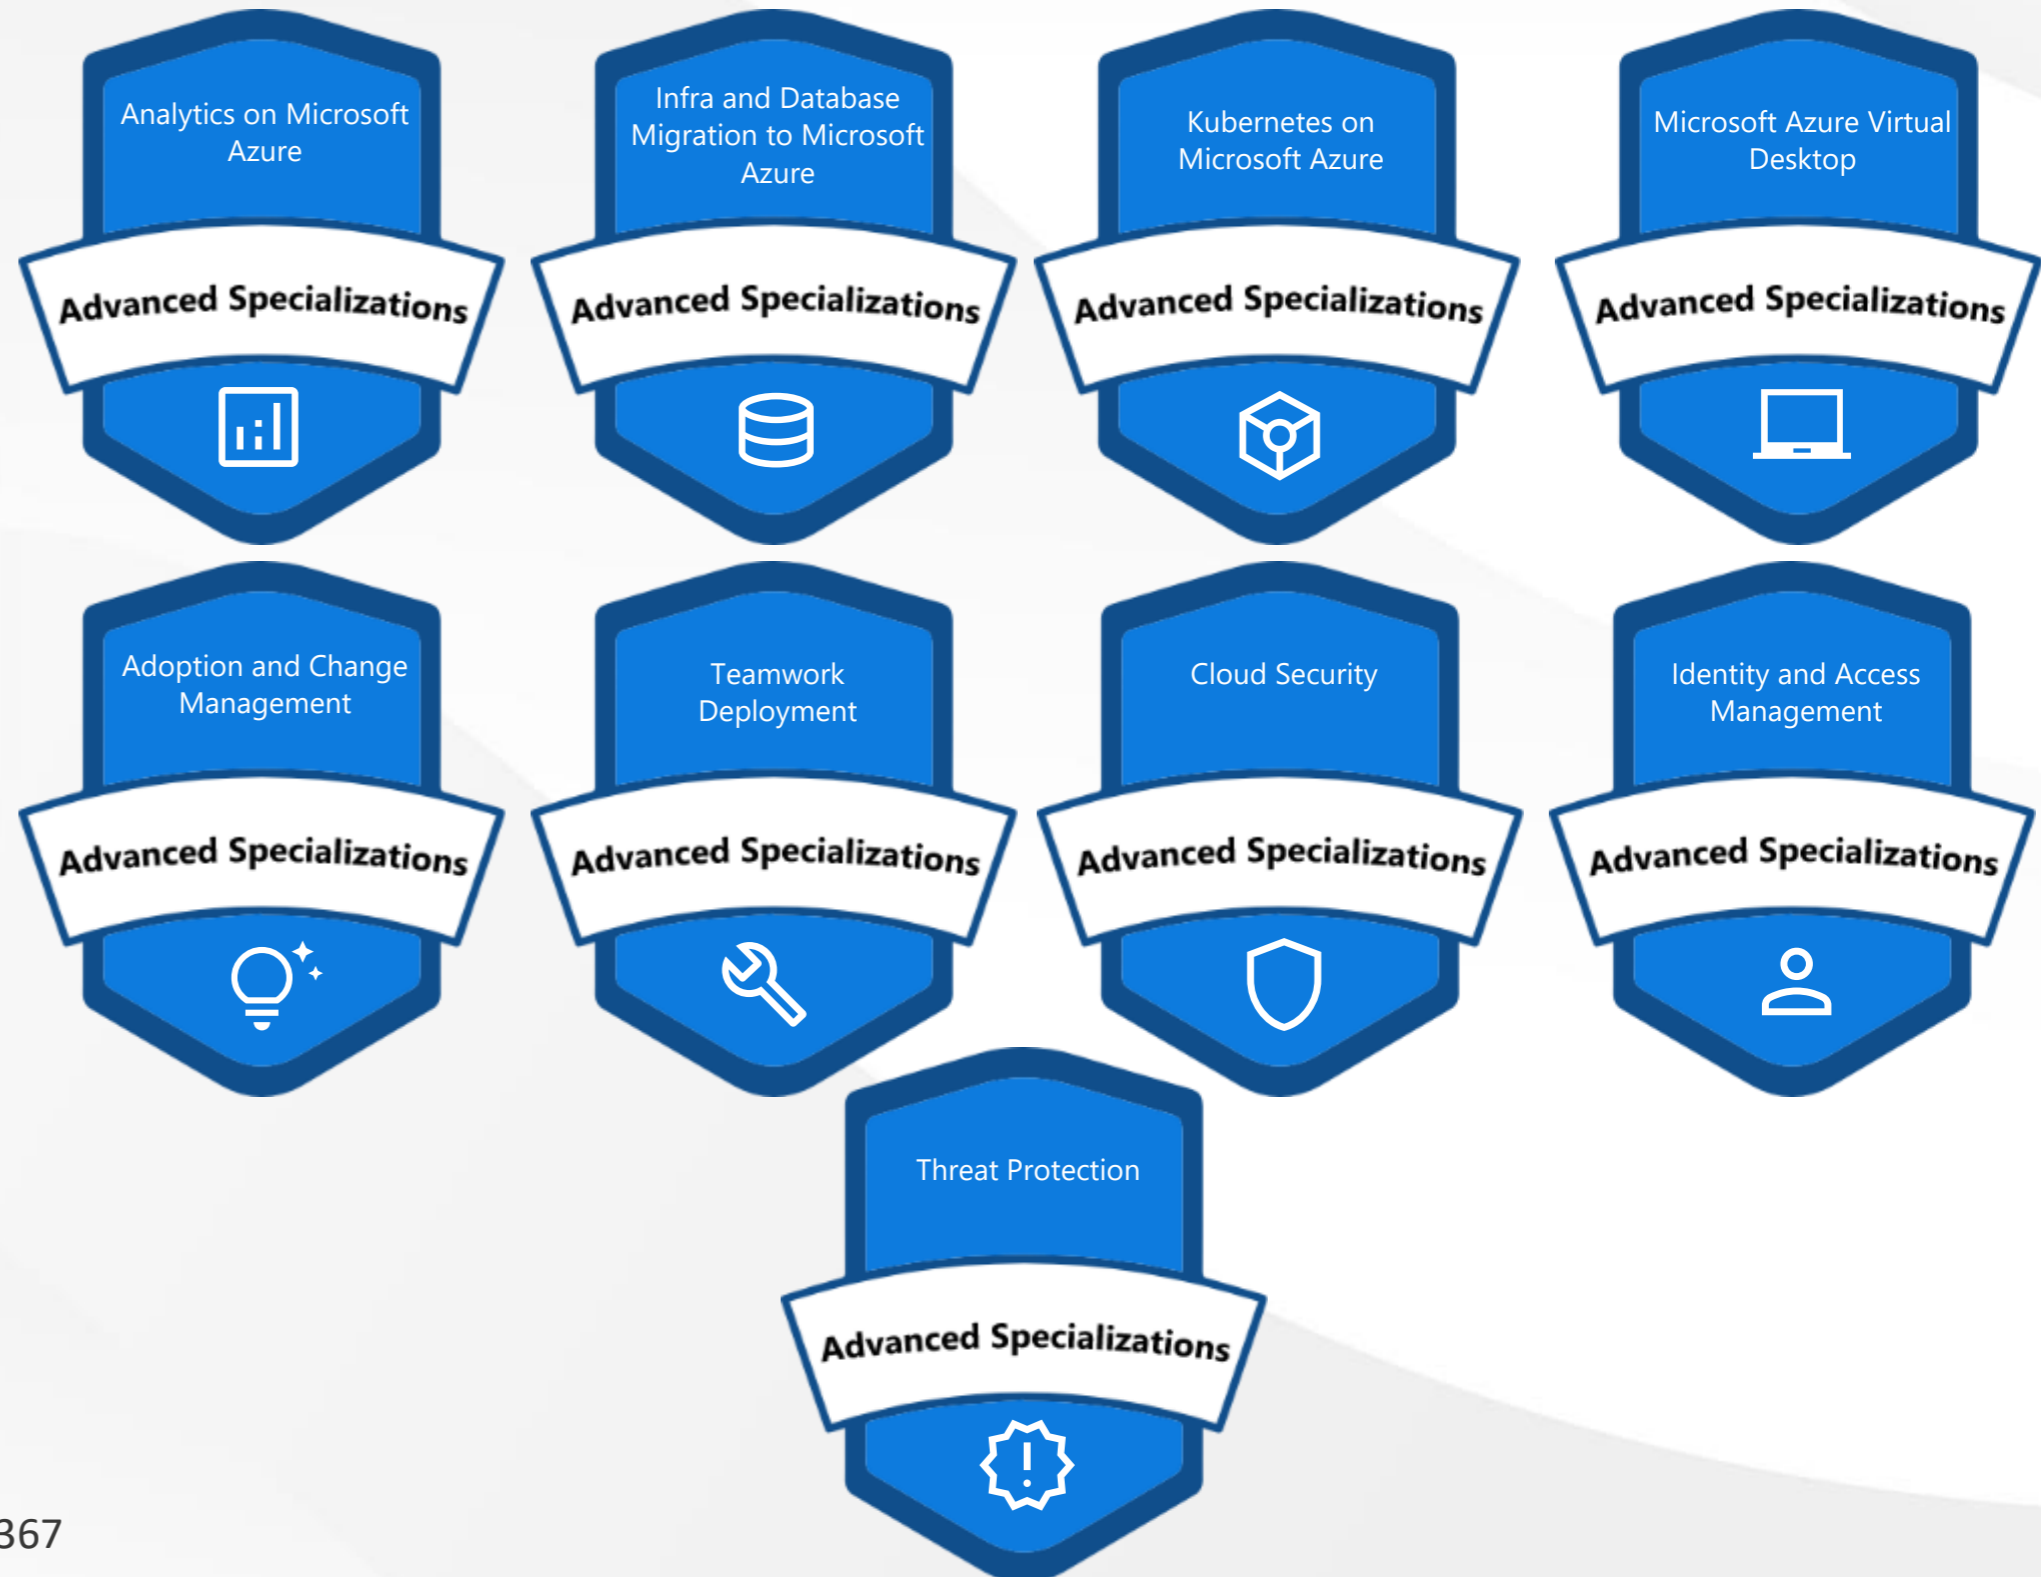 Analytics on Microsoft
Azure
Advanced Specializations
Infra and Database
Migration to Microsoft
Azure
Advanced Specializations
Kubernetes on
Microsoft Azure
Advanced Specializations
Microsoft Azure Virtual
Desktop
Advanced Specializations
Adoption and Change
Management
Advanced Specializations
Teamwork
Deployment
Advanced Specializations
Cloud Security
Advanced Specializations
Identity and Access
Management
Advanced Specializations
Threat Protection
Advanced Specializations
367